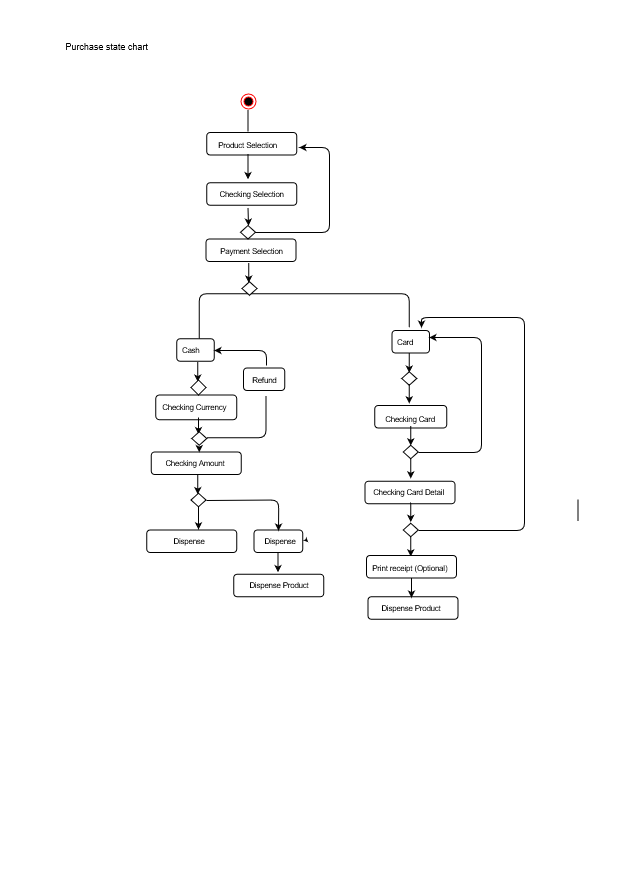 Purchase state chart
Product Selection
Checking Selection
Payment Selection
Cash
Refund
Checking Currency
Checking Amount
Dispense
Dispense
Dispense Product
Card
Checking Card
Checking Card Detail
Print receipt (Optional)
Dispense Product